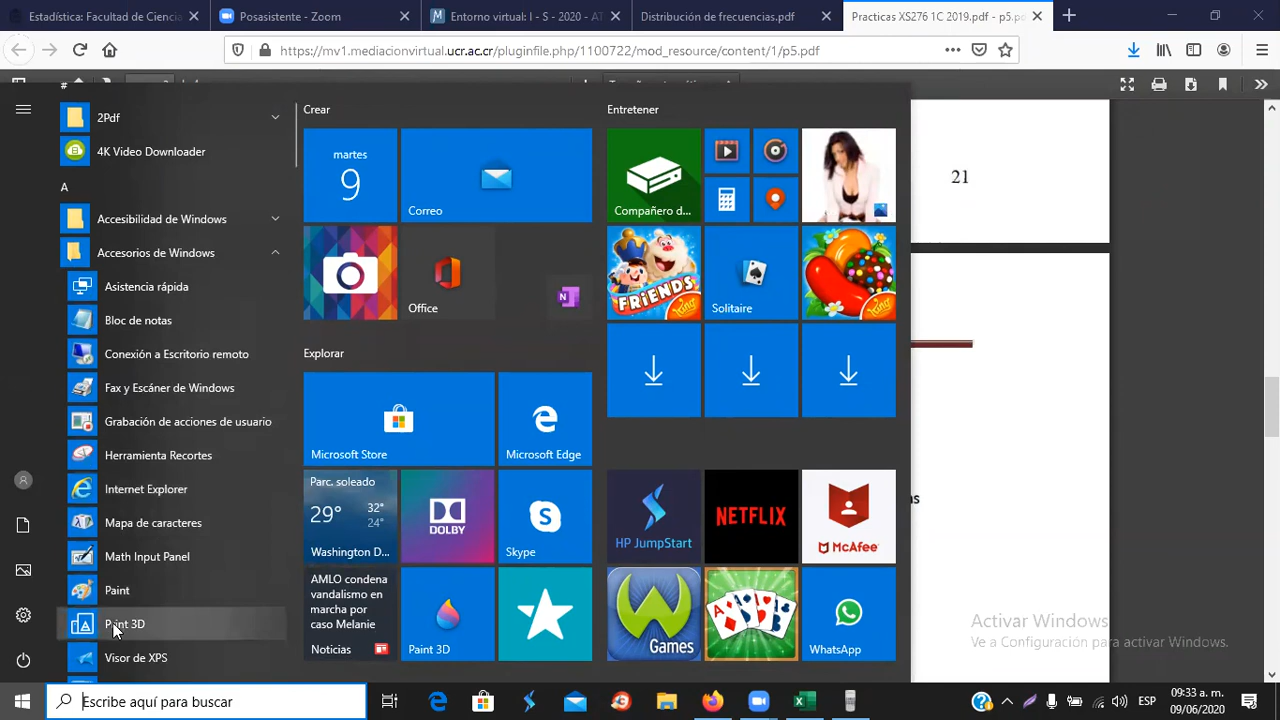 Estadística: Facultad de Ciencia
Posasistente - Zoom
Entorno virtual: I - S - 2020 - AT
Distribución de frecuencias.pdf
Practicas XS276 1C 2019.pdf - p5.pd
https://mv1.mediacionvirtual.ucr.ac.cr/pluginfile.php/1100722/mod_resource/content/1/p5.pdf
#
2Pdf
4K Video Downloader
A
Accesibilidad de Windows
Accesorios de Windows
Asistencia rápida
Bloc de notas
Conexión a Escritorio remoto
Fax y Escáner de Windows
Grabación de acciones de usuario
Herramienta Recortes
Internet Explorer
Mapa de caracteres
Math Input Panel
Paint
Paint 3D
Visor de XPS
Crear
martes
9
Correo
Office
Explorar
Microsoft Store
Microsoft Edge
Parc. soleado
29° 32°
24°
Washington D...
DOLBY
Skype
AMLO condena
vandalismo en
marcha por
caso Melanie
Noticias
Paint 3D
Entretener
Compañero d...
FRIENDS
King
Solitaire
King
HP JumpStart
NETFLIX
McAfee
Games
WhatsApp
21
as
Activar Windows
Ve a Configuración para activar Windows.
Escribe aquí para buscar
ESP
09:33 a. m.
09/06/2020